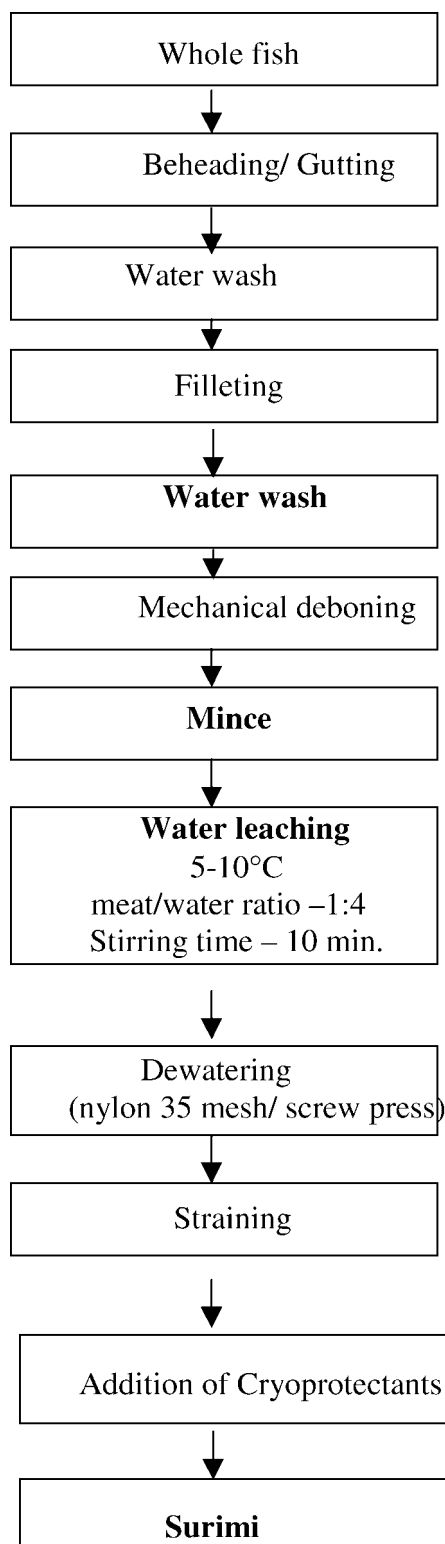 Whole fish
Beheading/ Gutting
Water wash
Filleting
Water wash
Mechanical deboning
Mince
Water leaching
5-10°C
meat/water ratio –1:4
Stirring time – 10 min.
Dewatering
(nylon 35 mesh/ screw press)
Straining
Addition of Cryoprotectants
Surimi